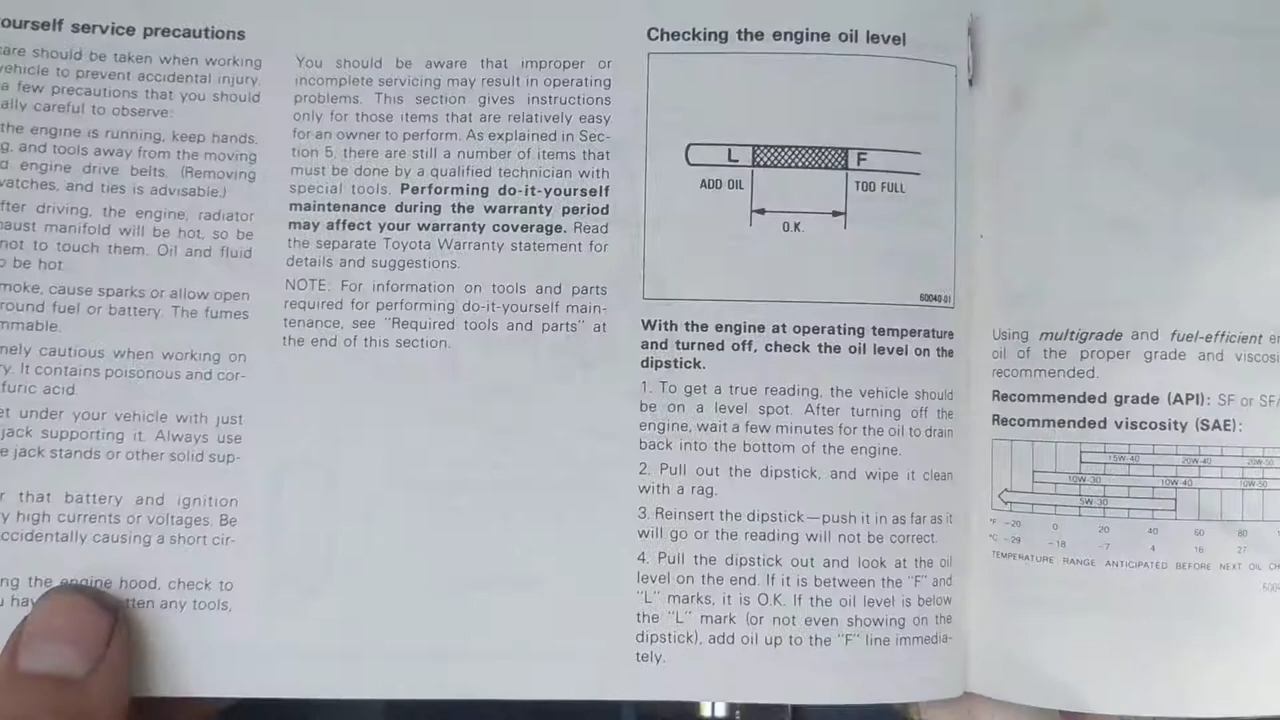 ourself service precautions
care should be taken when working
vehicle to prevent accidental injury.
a few precautions that you should
ally careful to observe:
the engine is running, keep hands,
g, and tools away from the moving
d engine drive belts. (Removing
watches, and ties is advisable.)
fter driving, the engine, radiator
haust manifold will be hot, so be
not to touch them. Oil and fluid
o be hot.
moke, cause sparks or allow open
round fuel or battery. The fumes
mmable.
mely cautious when working on
ry. It contains poisonous and cor-
furic acid.
et under your vehicle with just
jack supporting it. Always use
e jack stands or other solid sup-
r that battery and ignition
y high currents or voltages. Be
ccidentally causing a short cir-
ing the engine hood, check to
u hav tten any tools,
You should be aware that improper or
incomplete servicing may result in operating
problems. This section gives instructions
only for those items that are relatively easy
for an owner to perform. As explained in Sec-
tion 5, there are still a number of items that
must be done by a qualified technician with
special tools. Performing do-it-yourself
maintenance during the warranty period
may affect your warranty coverage. Read
the separate Toyota Warranty statement for
details and suggestions.
NOTE: For information on tools and parts
required for performing do-it-yourself main-
tenance, see "Required tools and parts" at
the end of this section.
Checking the engine oil level
L F
ADD OIL TOO FULL
O.K.
60040-01
With the engine at operating temperature
and turned off, check the oil level on the
dipstick.
1. To get a true reading, the vehicle should
be on a level spot. After turning off the
engine, wait a few minutes for the oil to drain
back into the bottom of the engine.
2. Pull out the dipstick, and wipe it clean
with a rag.
3. Reinsert the dipstick—push it in as far as it
will go or the reading will not be correct.
4. Pull the dipstick out and look at the oil
level on the end. If it is between the "F" and
"L" marks, it is O.K. If the oil level is below
the "L" mark (or not even showing on the
dipstick), add oil up to the "F" line immedia-
tely.
Using multigrade and fuel-efficient en
oil of the proper grade and viscosi
recommended.
Recommended grade (API): SF or SF/
Recommended viscosity (SAE):
15W-40 20W-40 20W-50
10W-30 10W-40 10W-50
5W-30
°F -20 0 20 40 60 80
°C -29 -18 -7 4 16 27
TEMPERATURE RANGE ANTICIPATED BEFORE NEXT OIL CH